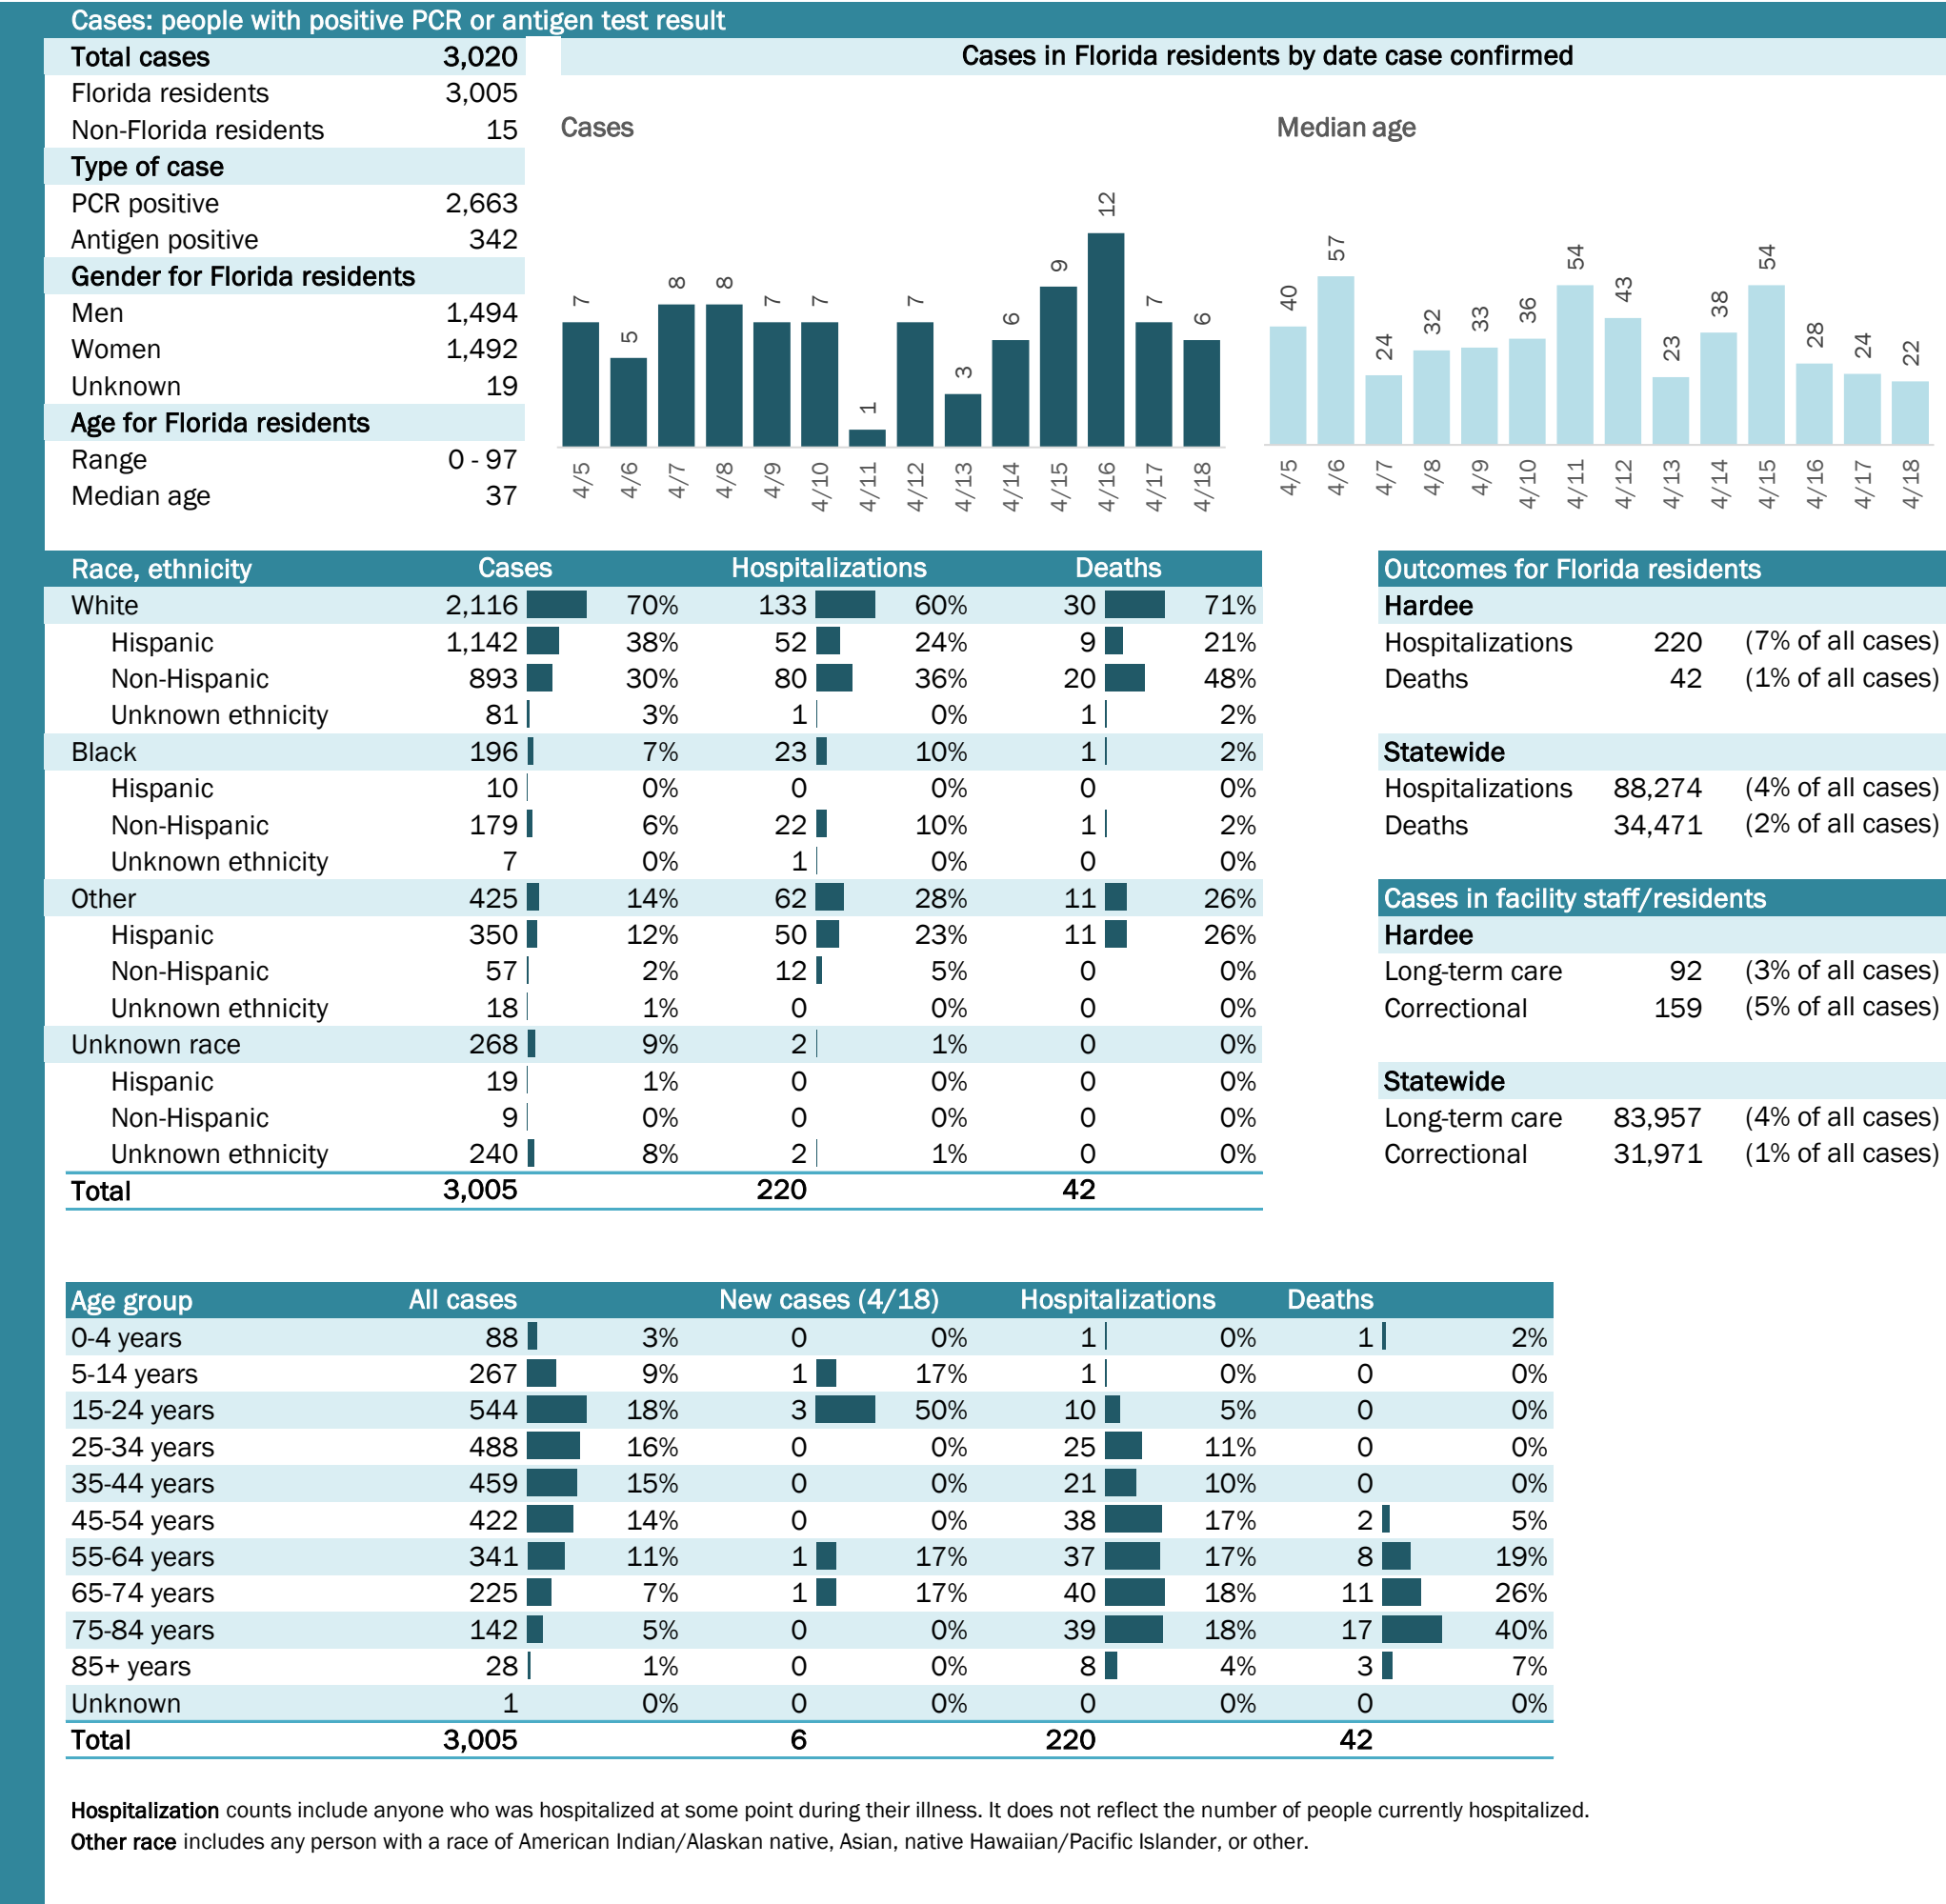 Cases: people with positive PCR or antigen test result
Total cases 3,020
Florida residents 3,005
Non-Florida residents 15
Type of case
PCR positive 2,663
Antigen positive 342
Gender for Florida residents
Men 1,494
Women 1,492
Unknown 19
Age for Florida residents
Range 0 - 97
Median age 37
Cases in Florida residents by date case confirmed
Cases
7 5 8 8 7 7 1 7 3 6 9 12 7 6
4/5 4/6 4/7 4/8 4/9 4/10 4/11 4/12 4/13 4/14 4/15 4/16 4/17 4/18
Median age
40 57 24 32 33 36 54 43 23 38 54 28 24 22
4/5 4/6 4/7 4/8 4/9 4/10 4/11 4/12 4/13 4/14 4/15 4/16 4/17 4/18
Race, ethnicity Cases Hospitalizations Deaths
White 2,116 70% 133 60% 30 71%
Hispanic 1,142 38% 52 24% 9 21%
Non-Hispanic 893 30% 80 36% 20 48%
Unknown ethnicity 81 3% 1 0% 1 2%
Black 196 7% 23 10% 1 2%
Hispanic 10 0% 0 0% 0 0%
Non-Hispanic 179 6% 22 10% 1 2%
Unknown ethnicity 7 0% 1 0% 0 0%
Other 425 14% 62 28% 11 26%
Hispanic 350 12% 50 23% 11 26%
Non-Hispanic 57 2% 12 5% 0 0%
Unknown ethnicity 18 1% 0 0% 0 0%
Unknown race 268 9% 2 1% 0 0%
Hispanic 19 1% 0 0% 0 0%
Non-Hispanic 9 0% 0 0% 0 0%
Unknown ethnicity 240 8% 2 1% 0 0%
Total 3,005 220 42
Outcomes for Florida residents
Hardee
Hospitalizations 220 (7% of all cases)
Deaths 42 (1% of all cases)
Statewide
Hospitalizations 88,274 (4% of all cases)
Deaths 34,471 (2% of all cases)
Cases in facility staff/residents
Hardee
Long-term care 92 (3% of all cases)
Correctional 159 (5% of all cases)
Statewide
Long-term care 83,957 (4% of all cases)
Correctional 31,971 (1% of all cases)
Age group All cases New cases (4/18) Hospitalizations Deaths
0-4 years 88 3% 0 0% 1 0% 1 2%
5-14 years 267 9% 1 17% 1 0% 0 0%
15-24 years 544 18% 3 50% 10 5% 0 0%
25-34 years 488 16% 0 0% 25 11% 0 0%
35-44 years 459 15% 0 0% 21 10% 0 0%
45-54 years 422 14% 0 0% 38 17% 2 5%
55-64 years 341 11% 1 17% 37 17% 8 19%
65-74 years 225 7% 1 17% 40 18% 11 26%
75-84 years 142 5% 0 0% 39 18% 17 40%
85+ years 28 1% 0 0% 8 4% 3 7%
Unknown 1 0% 0 0% 0 0% 0 0%
Total 3,005 6 220 42
Hospitalization counts include anyone who was hospitalized at some point during their illness. It does not reflect the number of people currently hospitalized.
Other race includes any person with a race of American Indian/Alaskan native, Asian, native Hawaiian/Pacific Islander, or other.